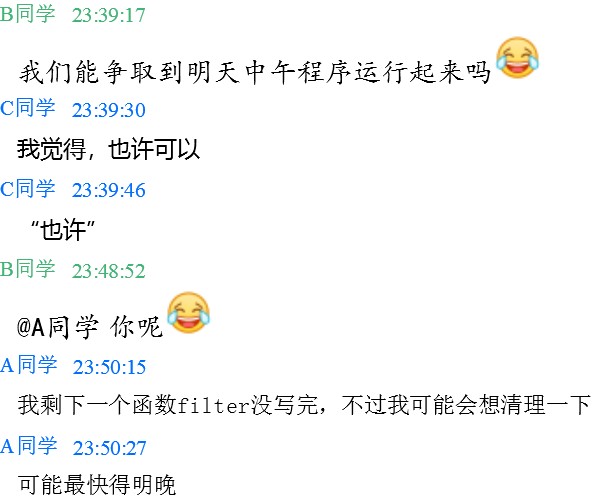 B同学 23:39:17
我们能争取到明天中午程序运行起来吗😂
C同学 23:39:30
我觉得，也许可以
C同学 23:39:46
“也许”
B同学 23:48:52
@A同学 你呢😂
A同学 23:50:15
我剩下一个函数filter没写完，不过我可能会想清理一下
A同学 23:50:27
可能最快得明晚